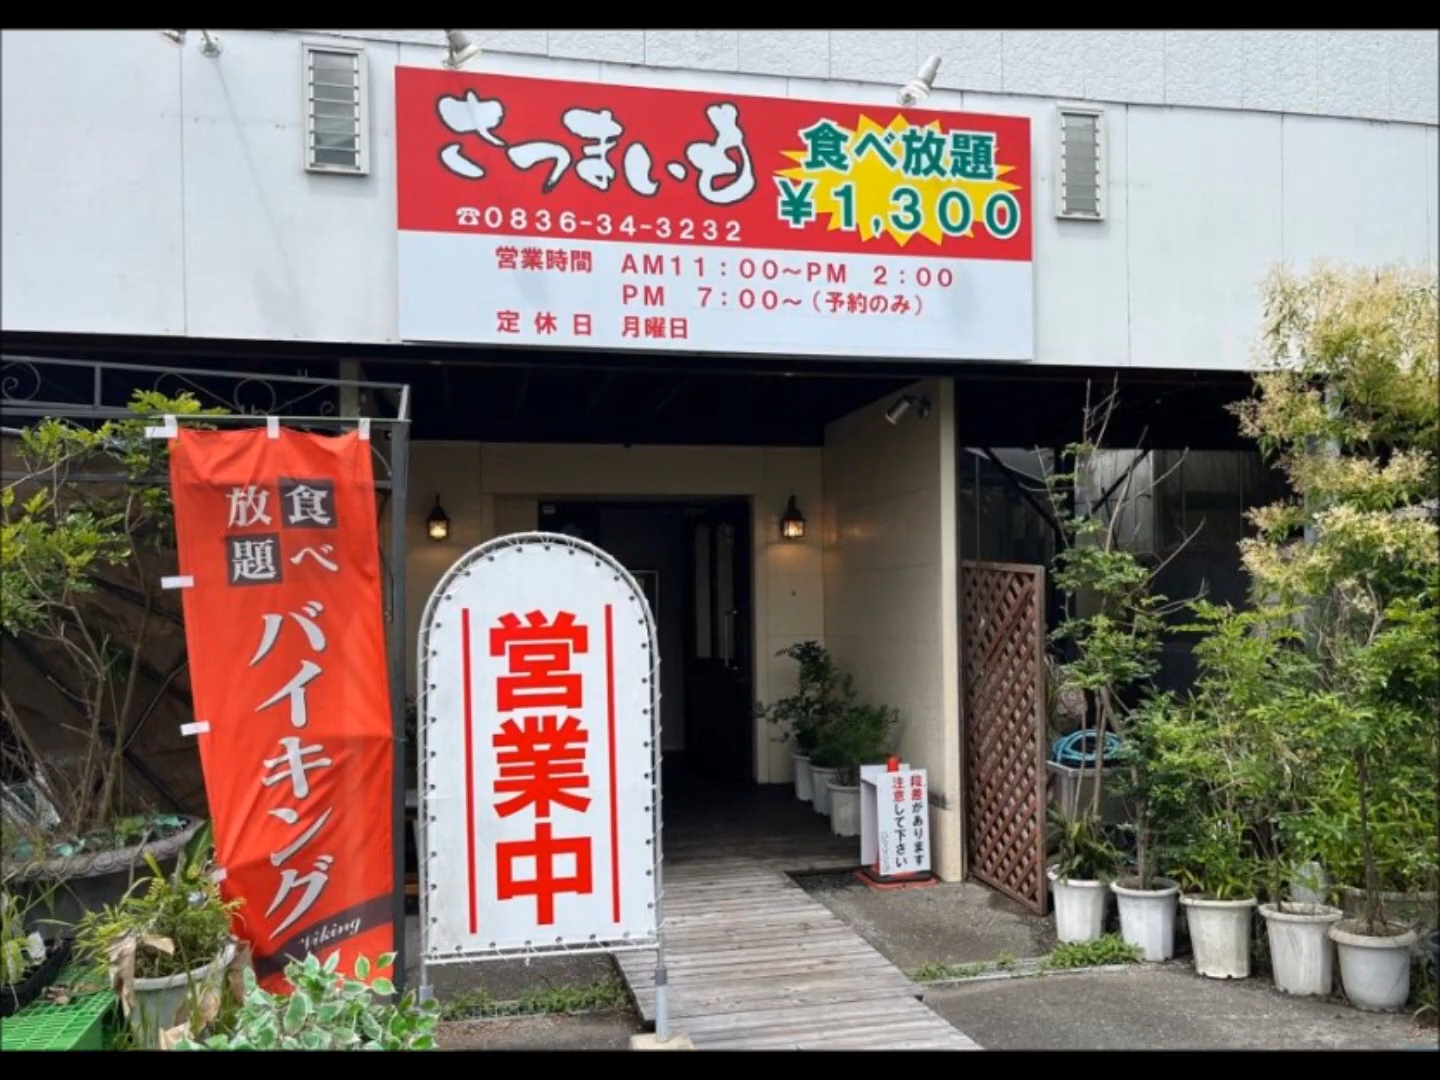 さつまいも
食べ放題
¥1,300
☎0836-34-3232
営業時間 AM11:00~PM 2:00
PM 7:00~(予約のみ)
定休日 月曜日
食べ
放題
バイキング
Viking
営業中
段差があります
注意して下さい